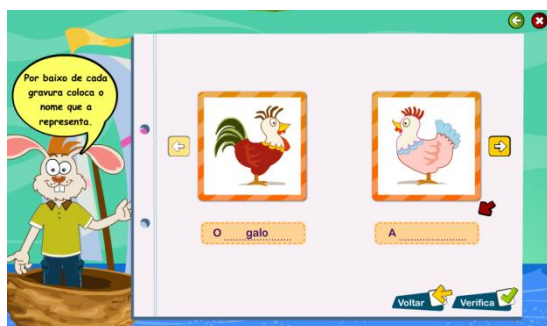 Por baixo de cada
gravura coloca o
nome que a
representa.
O galo
A
Voltar
Verifica